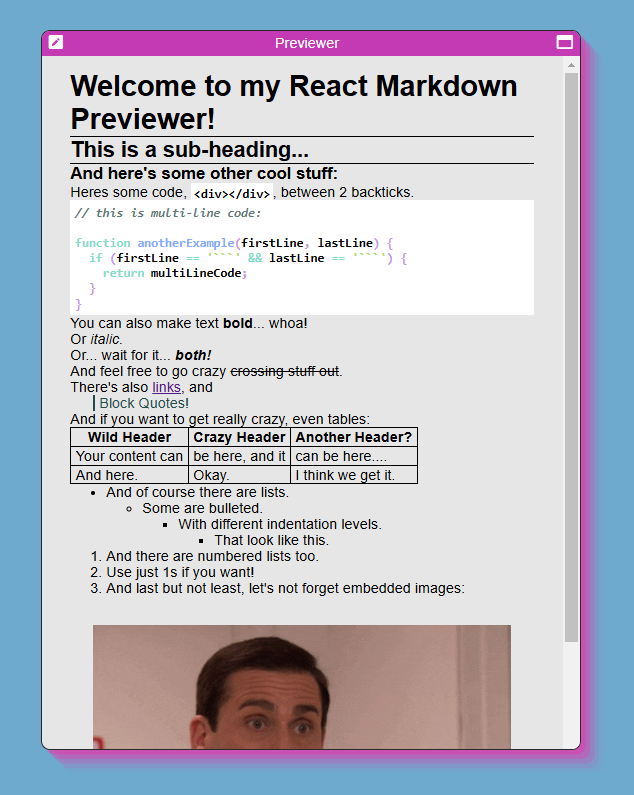 Previewer
Welcome to my React Markdown
Previewer!
This is a sub-heading...
And here's some other cool stuff:
Heres some code, <div></div>, between 2 backticks.
// this is multi-line code:
function anotherExample(firstLine, lastLine) {
if (firstLine == '```' && lastLine == '```') {
return multiLineCode;
}
}
You can also make text bold... whoa!
Or italic.
Or... wait for it... both!
And feel free to go crazy crossing stuff out.
There's also links, and
Block Quotes!
And if you want to get really crazy, even tables:
Wild Header Crazy Header Another Header?
Your content can be here, and it can be here....
And here. Okay. I think we get it.
And of course there are lists.
Some are bulleted.
With different indentation levels.
That look like this.
1. And there are numbered lists too.
2. Use just 1s if you want!
3. And last but not least, let's not forget embedded images: